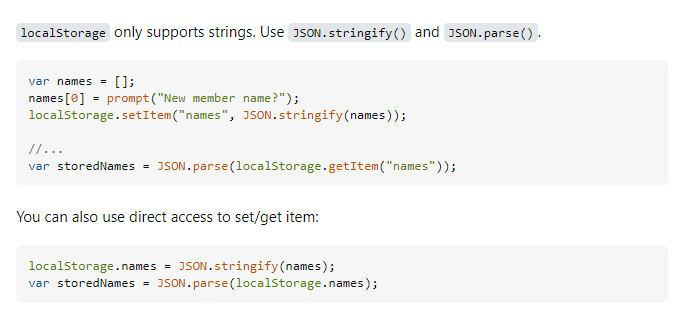 localStorage only supports strings. Use JSON.stringify() and JSON.parse().
var names = [];
names[0] = prompt("New member name?");
localStorage.setItem("names", JSON.stringify(names));
//...
var storedNames = JSON.parse(localStorage.getItem("names"));
You can also use direct access to set/get item:
localStorage.names = JSON.stringify(names);
var storedNames = JSON.parse(localStorage.names);